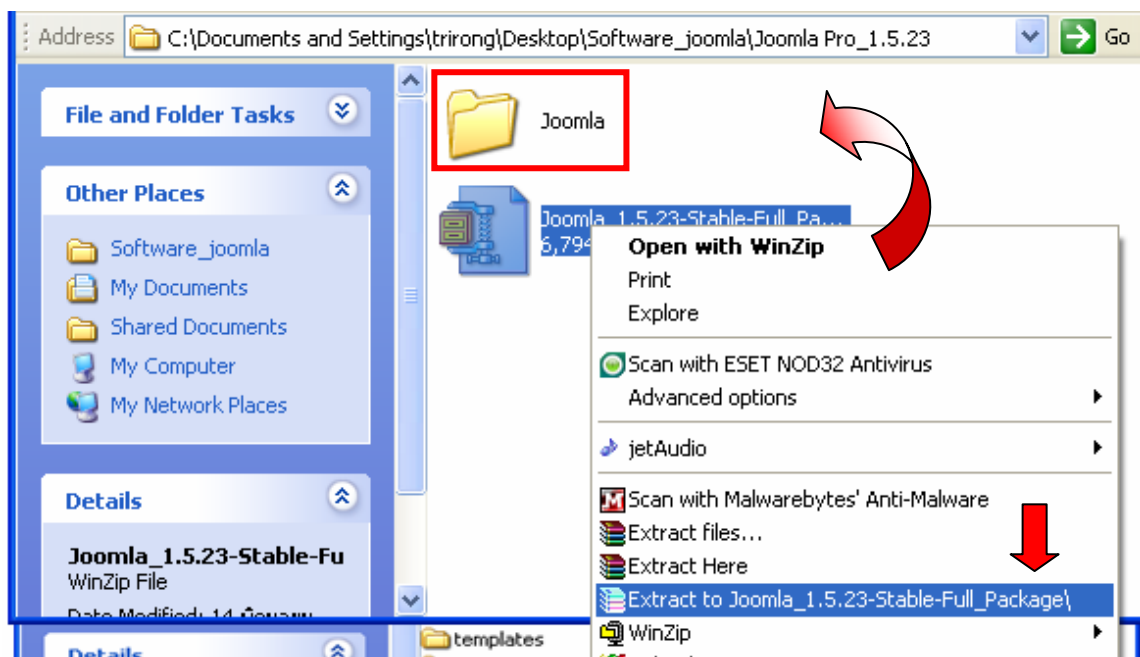 Address C:\Documents and Settings\trirong\Desktop\Software_joomla\Joomla Pro_1.5.23 Go
File and Folder Tasks
Other Places
Software_joomla
My Documents
Shared Documents
My Computer
My Network Places
Details
Joomla_1.5.23-Stable-Fu
WinZip File
Date Modified: 14
Joomla
Joomla_1.5.23-Stable-Full_Pa...
6,794
Open with WinZip
Print
Explore
Scan with ESET NOD32 Antivirus
Advanced options
jetAudio
Scan with Malwarebytes' Anti-Malware
Extract files...
Extract Here
Extract to Joomla_1.5.23-Stable-Full_Package\
WinZip
Details
templates